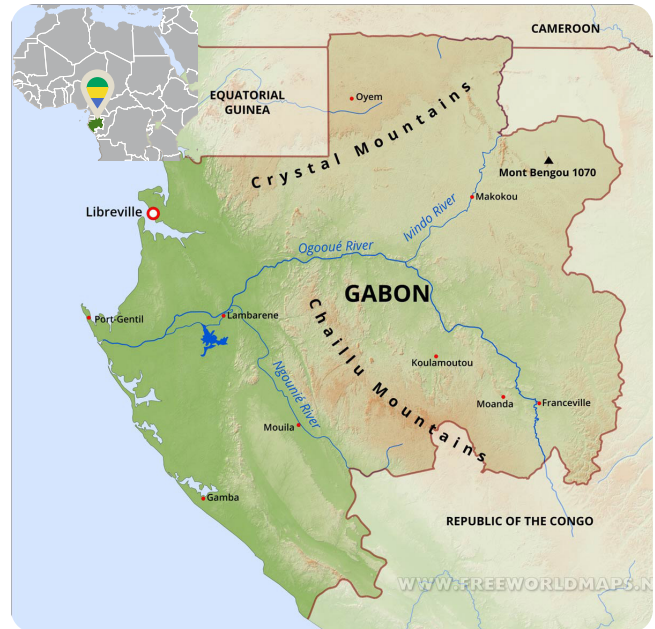 CAMEROON
EQUATORIAL
GUINEA
Oyem
Crystal Mountains
Mont Bengou 1070
Makokou
Libreville
Ivindo River
Ogooué River
GABON
Port-Gentil
Lambarene
Chaillu Mountains
Koulamoutou
Ngounié River
Moanda
Franceville
Mouila
Gamba
REPUBLIC OF THE CONGO
WWW.FREEWORLDMAPS.N